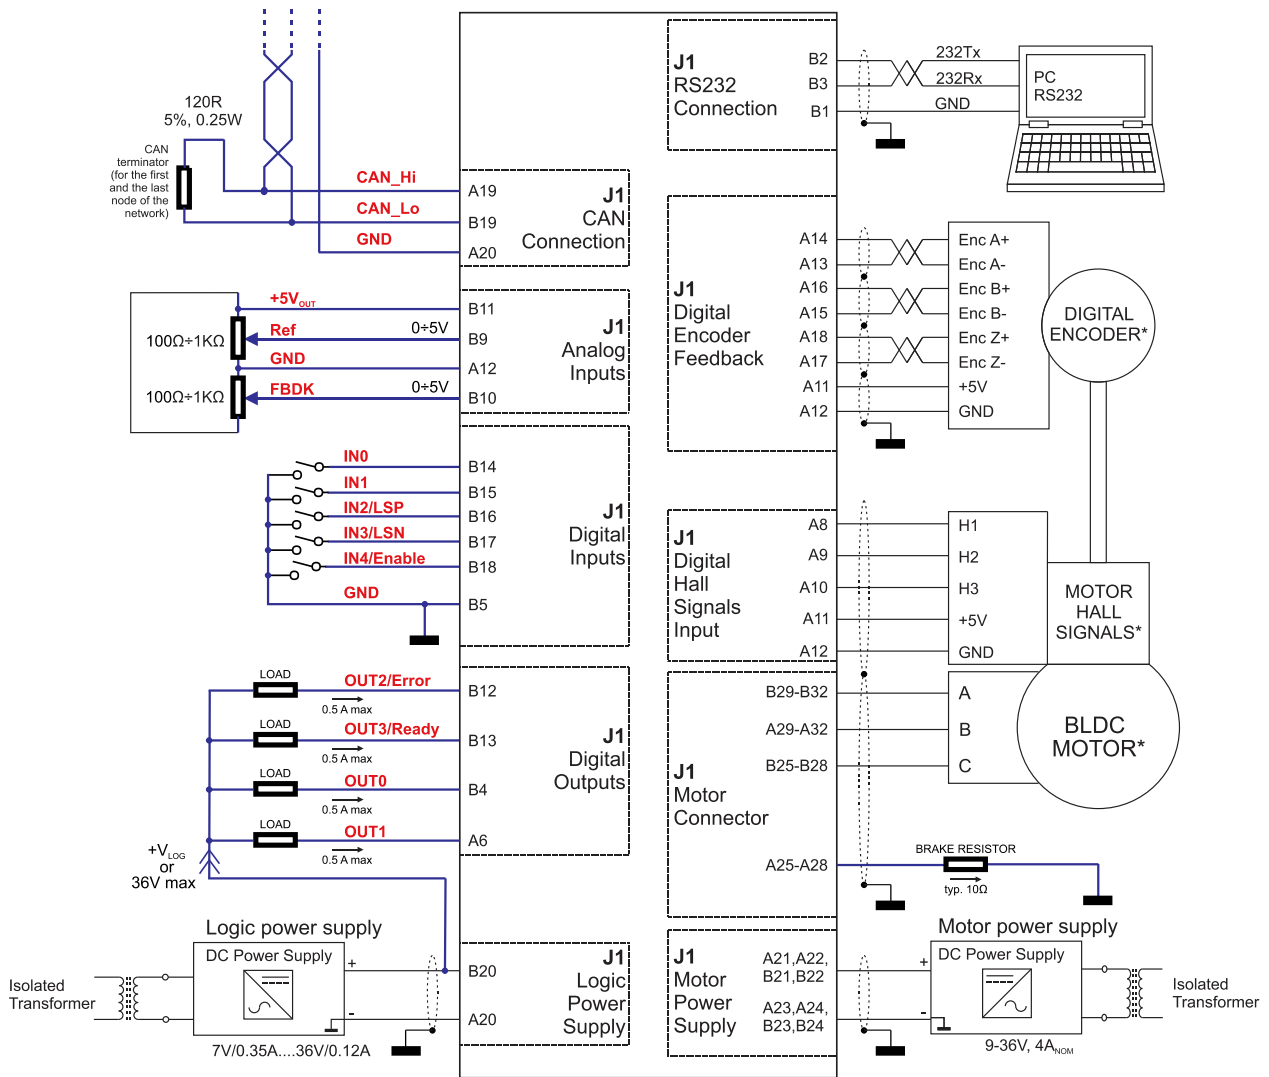 120R
5%, 0.25W
CAN
terminator
(for the first
and the last
node of the
network)
CAN_Hi
CAN_Lo
GND
A19
B19
A20
J1
CAN
Connection
+5VOUT
Ref
GND
FBDK
0÷5V
0÷5V
100Ω÷1KΩ
100Ω÷1KΩ
B11
B9
A12
B10
J1
Analog
Inputs
IN0
IN1
IN2/LSP
IN3/LSN
IN4/Enable
GND
B14
B15
B16
B17
B18
B5
J1
Digital
Inputs
LOAD
OUT2/Error
0.5 A max
LOAD
OUT3/Ready
0.5 A max
LOAD
OUT0
0.5 A max
LOAD
OUT1
0.5 A max
B12
B13
B4
A6
J1
Digital
Outputs
+VLOG
or
36V max
Logic power supply
DC Power Supply
+
-
Isolated
Transformer
7V/0.35A....36V/0.12A
B20
A20
J1
Logic
Power
Supply
J1
RS232
Connection
B2
B3
B1
232Tx
232Rx
GND
PC
RS232
J1
Digital
Encoder
Feedback
A14
A13
A16
A15
A18
A17
A11
A12
Enc A+
Enc A-
Enc B+
Enc B-
Enc Z+
Enc Z-
+5V
GND
DIGITAL
ENCODER*
J1
Digital
Hall
Signals
Input
A8
A9
A10
A11
A12
H1
H2
H3
+5V
GND
MOTOR
HALL
SIGNALS*
J1
Motor
Connector
B29-B32
A29-A32
B25-B28
A25-A28
A
B
C
BLDC
MOTOR*
BRAKE RESISTOR
typ. 10Ω
Motor power supply
J1
Motor
Power
Supply
A21,A22,
B21,B22
A23,A24,
B23,B24
+
-
DC Power Supply
9-36V, 4ANOM
Isolated
Transformer